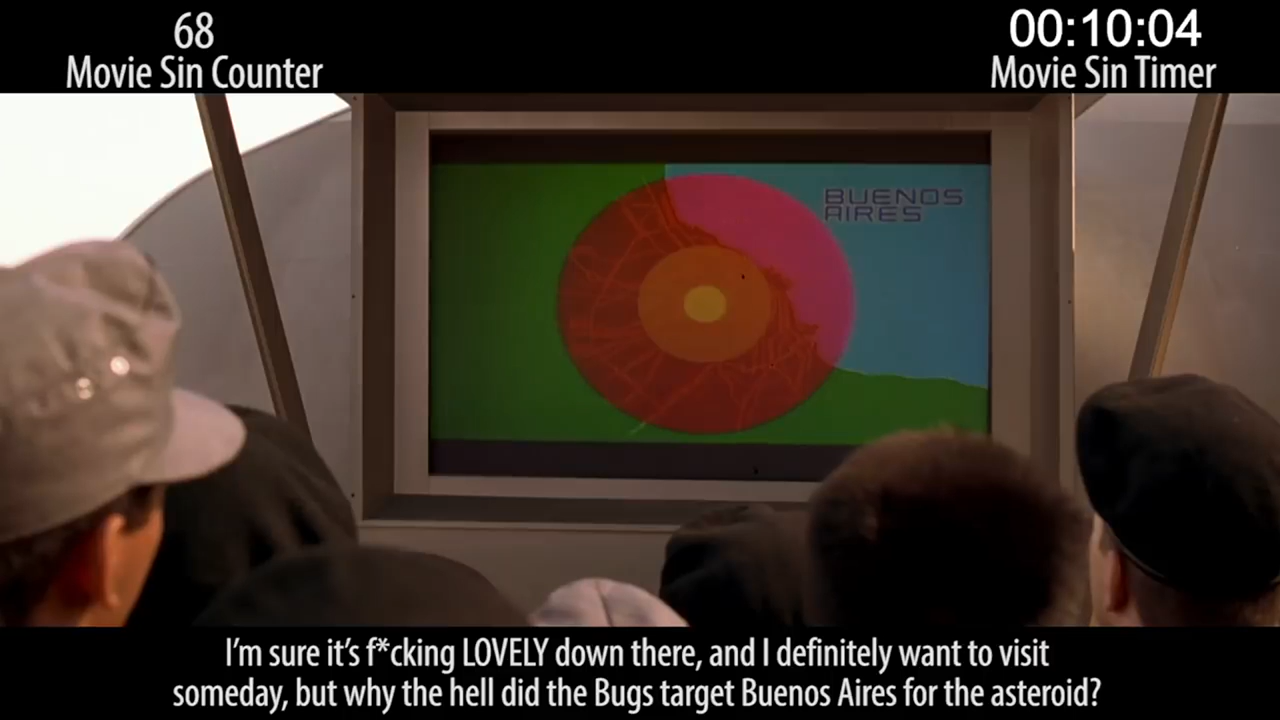 68
Movie Sin Counter
00:10:04
Movie Sin Timer
BUENOS
AIRES
I'm sure it's f*cking LOVELY down there, and I definitely want to visit
someday, but why the hell did the Bugs target Buenos Aires for the asteroid?